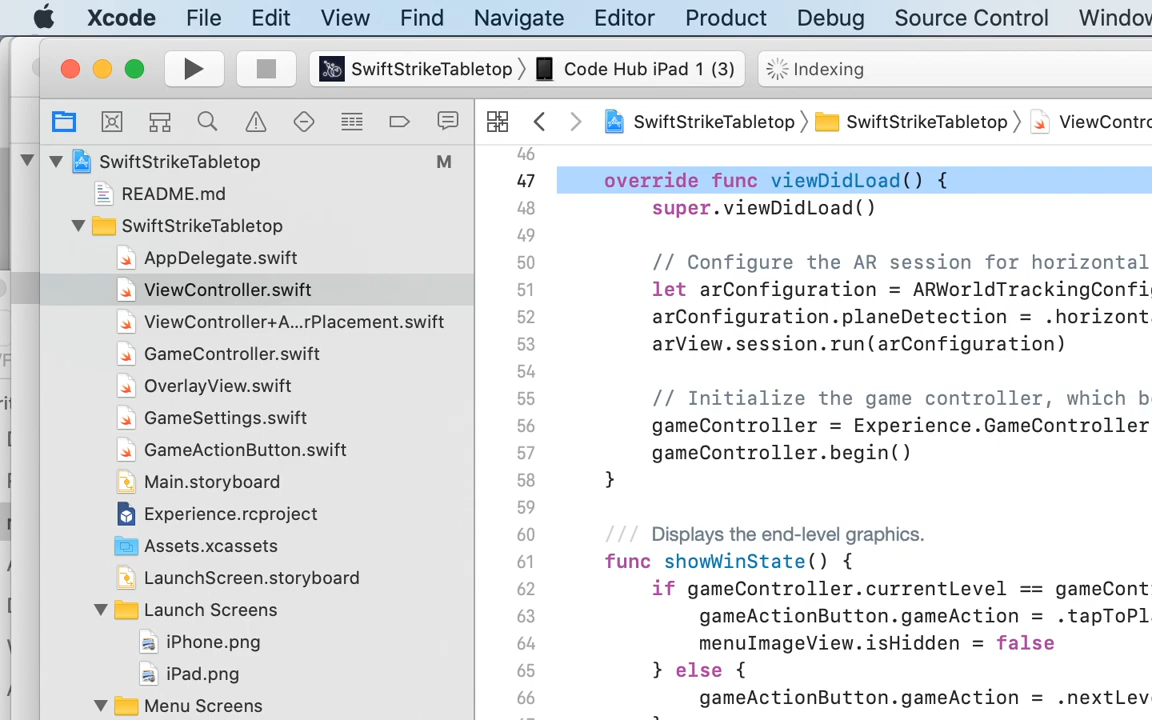 Xcode File Edit View Find Navigate Editor Product Debug Source Control Window
SwiftStrikeTabletop Code Hub iPad 1 (3) Indexing
SwiftStrikeTabletop SwiftStrikeTabletop ViewContro
SwiftStrikeTabletop M
README.md
SwiftStrikeTabletop
AppDelegate.swift
ViewController.swift
ViewController+A...rPlacement.swift
GameController.swift
OverlayView.swift
GameSettings.swift
GameActionButton.swift
Main.storyboard
Experience.rcproject
Assets.xcassets
LaunchScreen.storyboard
Launch Screens
iPhone.png
iPad.png
Menu Screens
46
47 override func viewDidLoad() {
48 super.viewDidLoad()
49
50 // Configure the AR session for horizontal
51 let arConfiguration = ARWorldTrackingConfig
52 arConfiguration.planeDetection = .horizonta
53 arView.session.run(arConfiguration)
54
55 // Initialize the game controller, which be
56 gameController = Experience.GameController
57 gameController.begin()
58 }
59
60 /// Displays the end-level graphics.
61 func showWinState() {
62 if gameController.currentLevel == gameCont
63 gameActionButton.gameAction = .tapToPl
64 menuImageView.isHidden = false
65 } else {
66 gameActionButton.gameAction = .nextLev